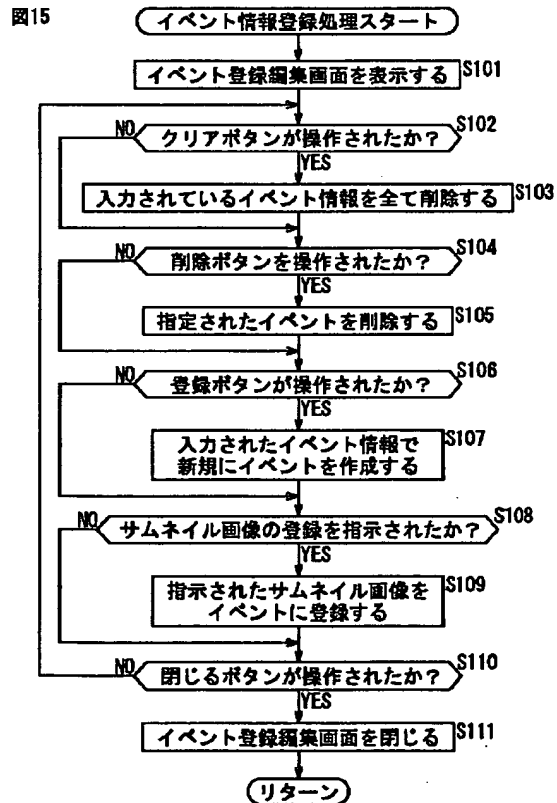 図15
イベント情報登録処理スタート
イベント登録編集画面を表示する
S101
NO
クリアボタンが操作されたか?
S102
YES
入力されているイベント情報を全て削除する
S103
NO
削除ボタンを操作されたか?
S104
YES
指定されたイベントを削除する
S105
NO
登録ボタンが操作されたか?
S106
YES
入力されたイベント情報で
新規にイベントを作成する
S107
NO
サムネイル画像の登録を指示されたか?
S108
YES
指示されたサムネイル画像を
イベントに登録する
S109
NO
閉じるボタンが操作されたか?
S110
YES
イベント登録編集画面を閉じる
S111
リターン